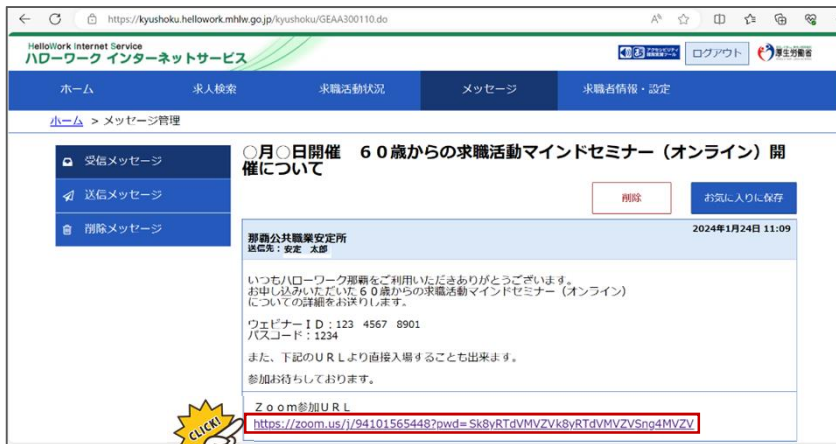 https://kyushoku.hellowork.mhlw.go.jp/kyushoku/GEAA300110.do
HelloWork Internet Service
ハローワーク インターネットサービス
ログアウト
厚生労働省
ホーム
求人検索
求職活動状況
メッセージ
求職者情報・設定
ホーム > メッセージ管理
受信メッセージ
送信メッセージ
削除メッセージ
○月○日開催 60歳からの求職活動マインドセミナー(オンライン)開
催について
削除
お気に入りに保存
那覇公共職業安定所
送信先:安定 太郎
2024年1月24日 11:09
いつもハローワーク那覇をご利用いただきありがとうございます。
お申し込みいただいた60歳からの求職活動マインドセミナー(オンライン)
についての詳細をお送りします。
ウェビナーID:123 4567 8901
パスコード:1234
また、下記のURLより直接入場することも出来ます。
参加お待ちしております。
Zoom参加URL
https://zoom.us/j/94101565448?pwd=Sk8yRTdVMVZVk8yRTdVMVZVSng4MVZV
CLICK!